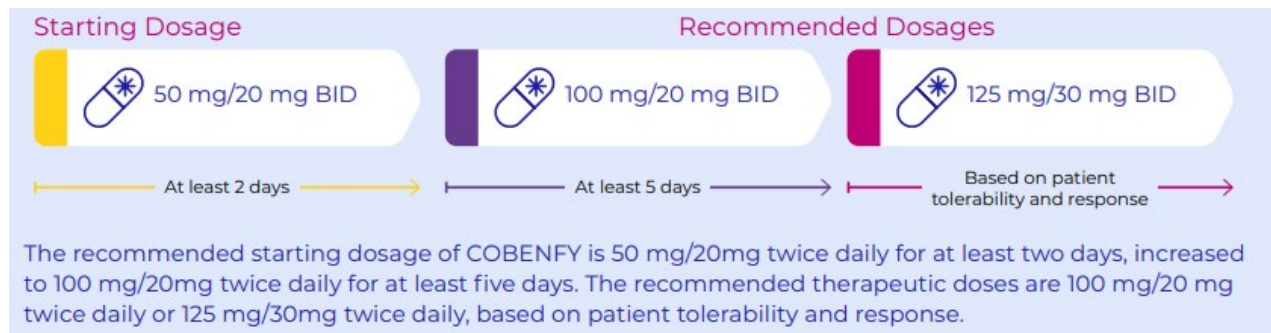 Starting Dosage
Recommended Dosages
50 mg/20 mg BID
100 mg/20 mg BID
125 mg/30 mg BID
At least 2 days
At least 5 days
Based on patient
tolerability and response
The recommended starting dosage of COBENFY is 50 mg/20mg twice daily for at least two days, increased
to 100 mg/20mg twice daily for at least five days. The recommended therapeutic doses are 100 mg/20 mg
twice daily or 125 mg/30mg twice daily, based on patient tolerability and response.